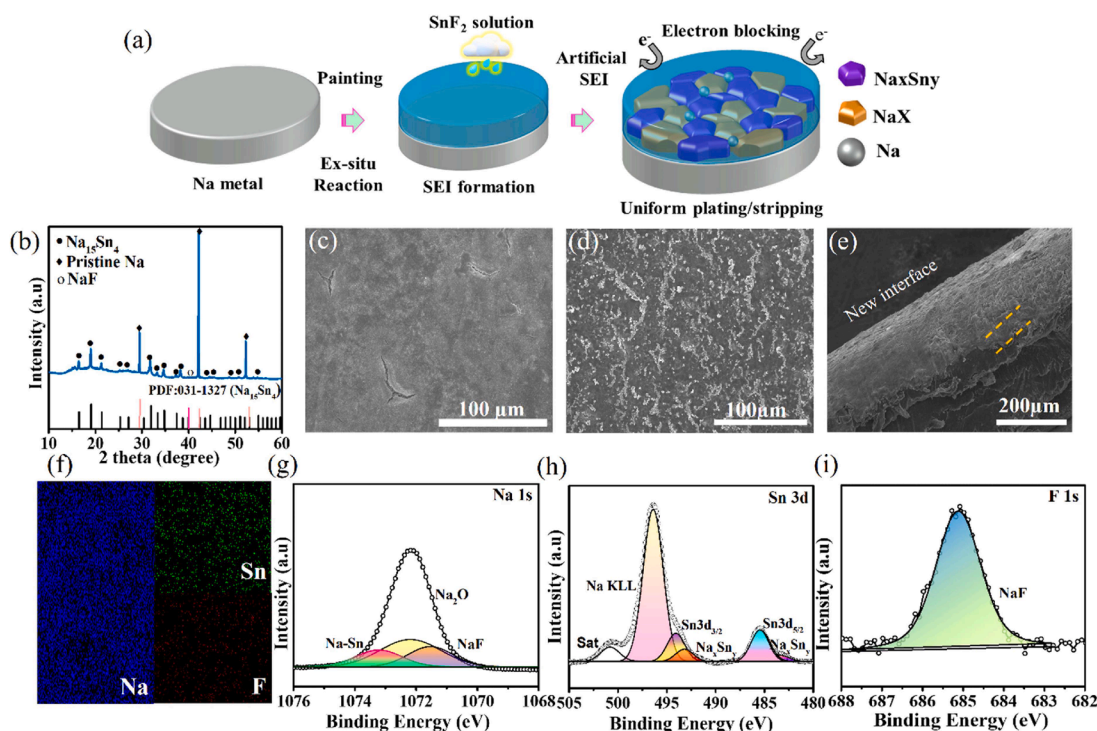 (a)
SnF₂ solution
Painting
Ex-situ
Reaction
Na metal
SEI formation
Artificial
SEI
Electron blocking
e⁻
e⁻
Uniform plating/stripping
NaxSny
NaX
Na
(b)
Na₁₅Sn₄
Pristine Na
NaF
PDF:031-1327 (Na₁₅Sn₄)
Intensity (a.u)
10 20 30 40 50 60
2 theta (degree)
(c)
100 μm
(d)
100μm
(e)
New interface
200μm
(f)
Na
Sn
F
(g)
Na 1s
Na₂O
Na-Sn
NaF
Intensity (a.u)
1076 1074 1072 1070 1068
Binding Energy (eV)
(h)
Sn 3d
Na KLL
Sat
Sn3d₃/₂
NaₓSnᵧ
Sn3d₅/₂
NaₓSnᵧ
Intensity (a.u)
505 500 495 490 485 480
Binding Energy (eV)
(i)
F 1s
NaF
Intensity (a.u)
688 687 686 685 684 683 682
Binding Energy (eV)